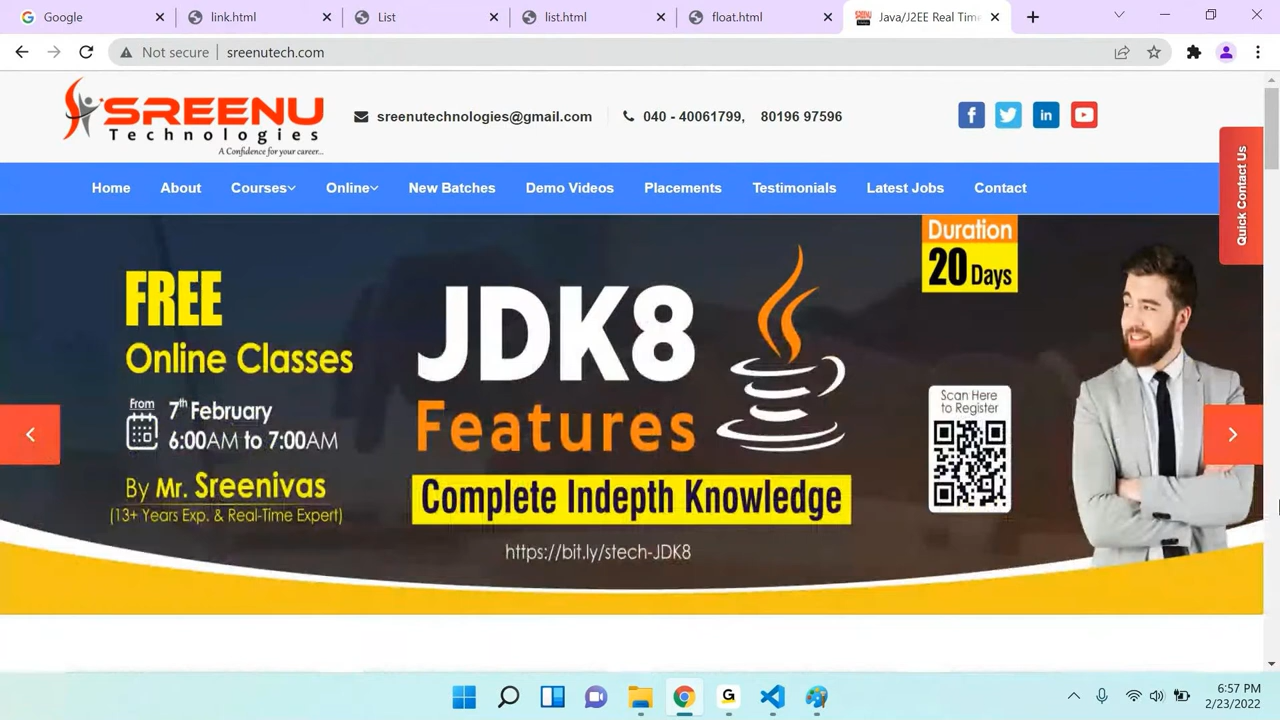 Google
link.html
List
list.html
float.html
Java/J2EE Real Tim
Not secure
sreenutech.com
SREENU
Technologies
A Confidence for your career...
sreenutechnologies@gmail.com
040 - 40061799, 80196 97596
Home
About
Courses
Online
New Batches
Demo Videos
Placements
Testimonials
Latest Jobs
Contact
Quick Contact Us
FREE
Online Classes
From
7th February
6:00AM to 7:00AM
By Mr. Sreenivas
(13+ Years Exp. & Real-Time Expert)
JDK8
Features
Complete Indepth Knowledge
https://bit.ly/stech-JDK8
Duration
20 Days
Scan Here
to Register
6:57 PM
2/23/2022